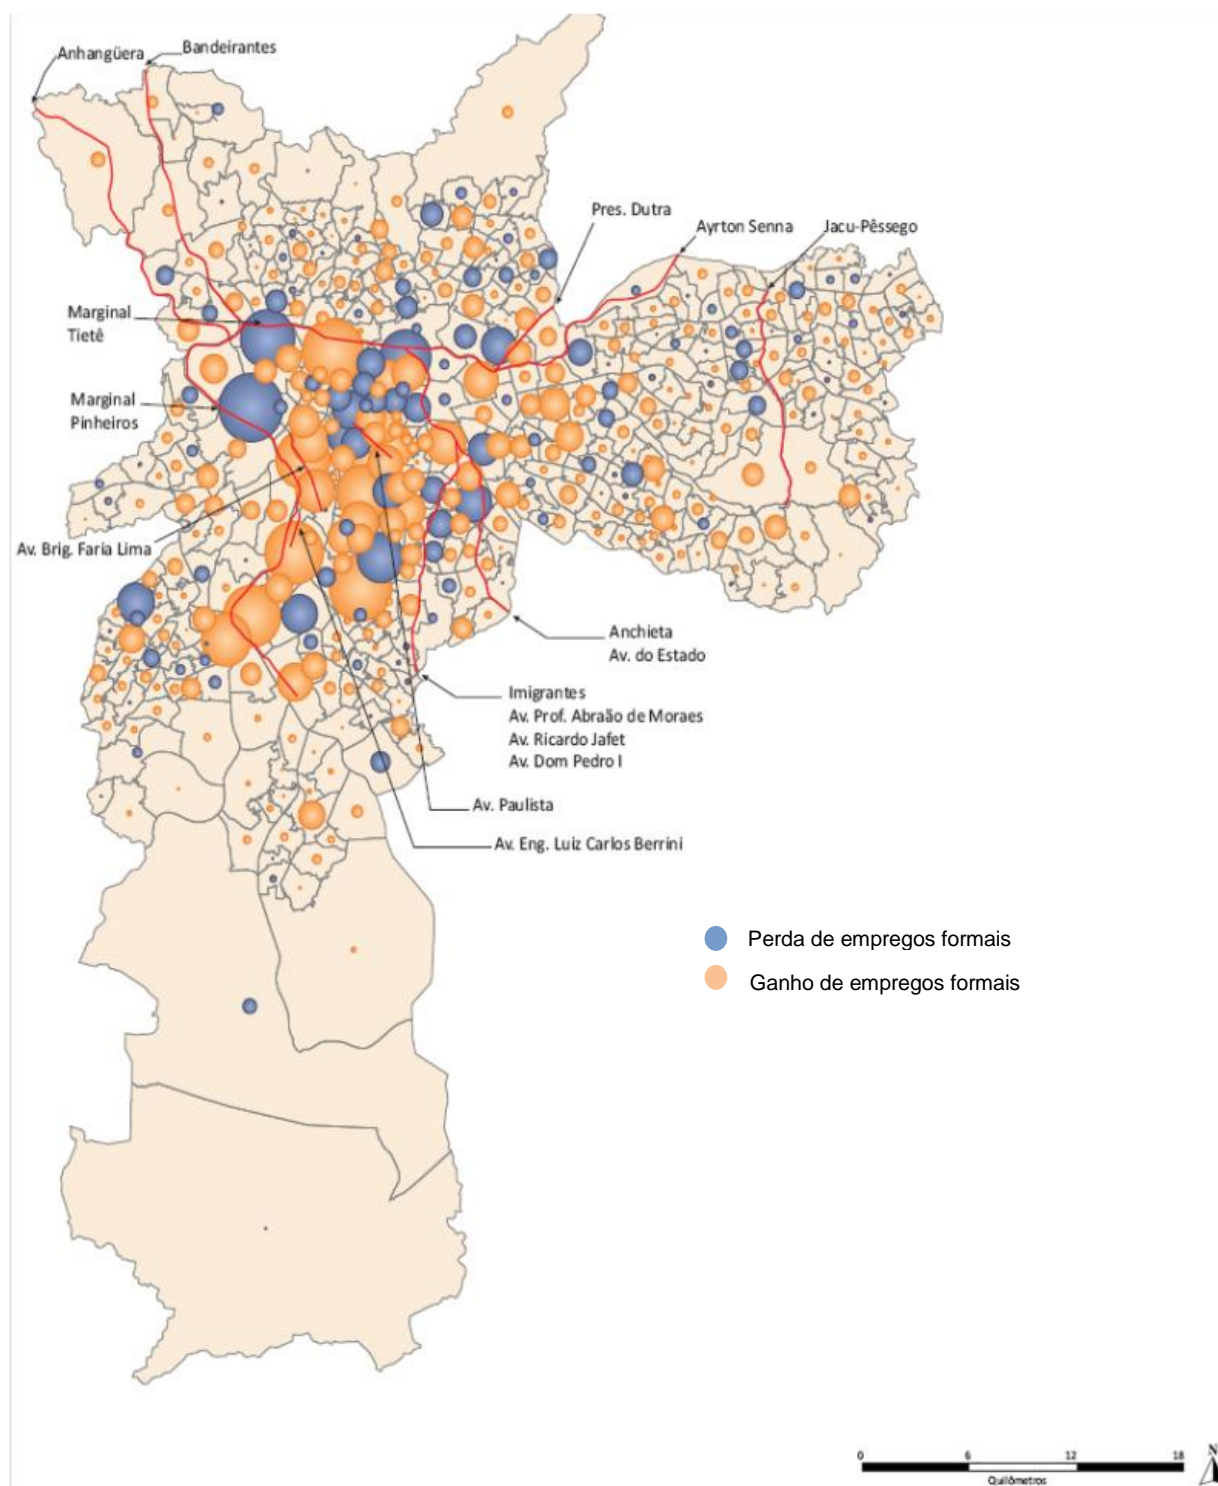 Bandeirantes
Anhangüera
Pres. Dutra
Ayrton Senna
Jacu-Pêssego
Marginal
Tietê
Marginal
Pinheiros
Av. Brig. Faria Lima
Anchieta
Av. do Estado
Imigrantes
Av. Prof. Abraão de Moraes
Av. Ricardo Jafet
Av. Dom Pedro I
Av. Paulista
Av. Eng. Luiz Carlos Berrini
Perda de empregos formais
Ganho de empregos formais
0 6 12 18
Quilômetros
N